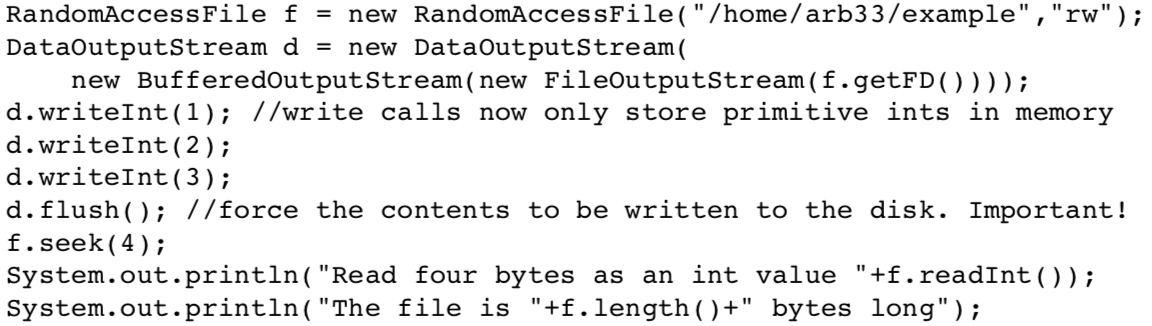 RandomAccessFile f = new RandomAccessFile("/home/arb33/example","rw");
DataOutputStream d = new DataOutputStream(
    new BufferedOutputStream(new FileOutputStream(f.getFD())));
d.writeInt(1); //write calls now only store primitive ints in memory
d.writeInt(2);
d.writeInt(3);
d.flush(); //force the contents to be written to the disk. Important!
f.seek(4);
System.out.println("Read four bytes as an int value "+f.readInt());
System.out.println("The file is "+f.length()+" bytes long");